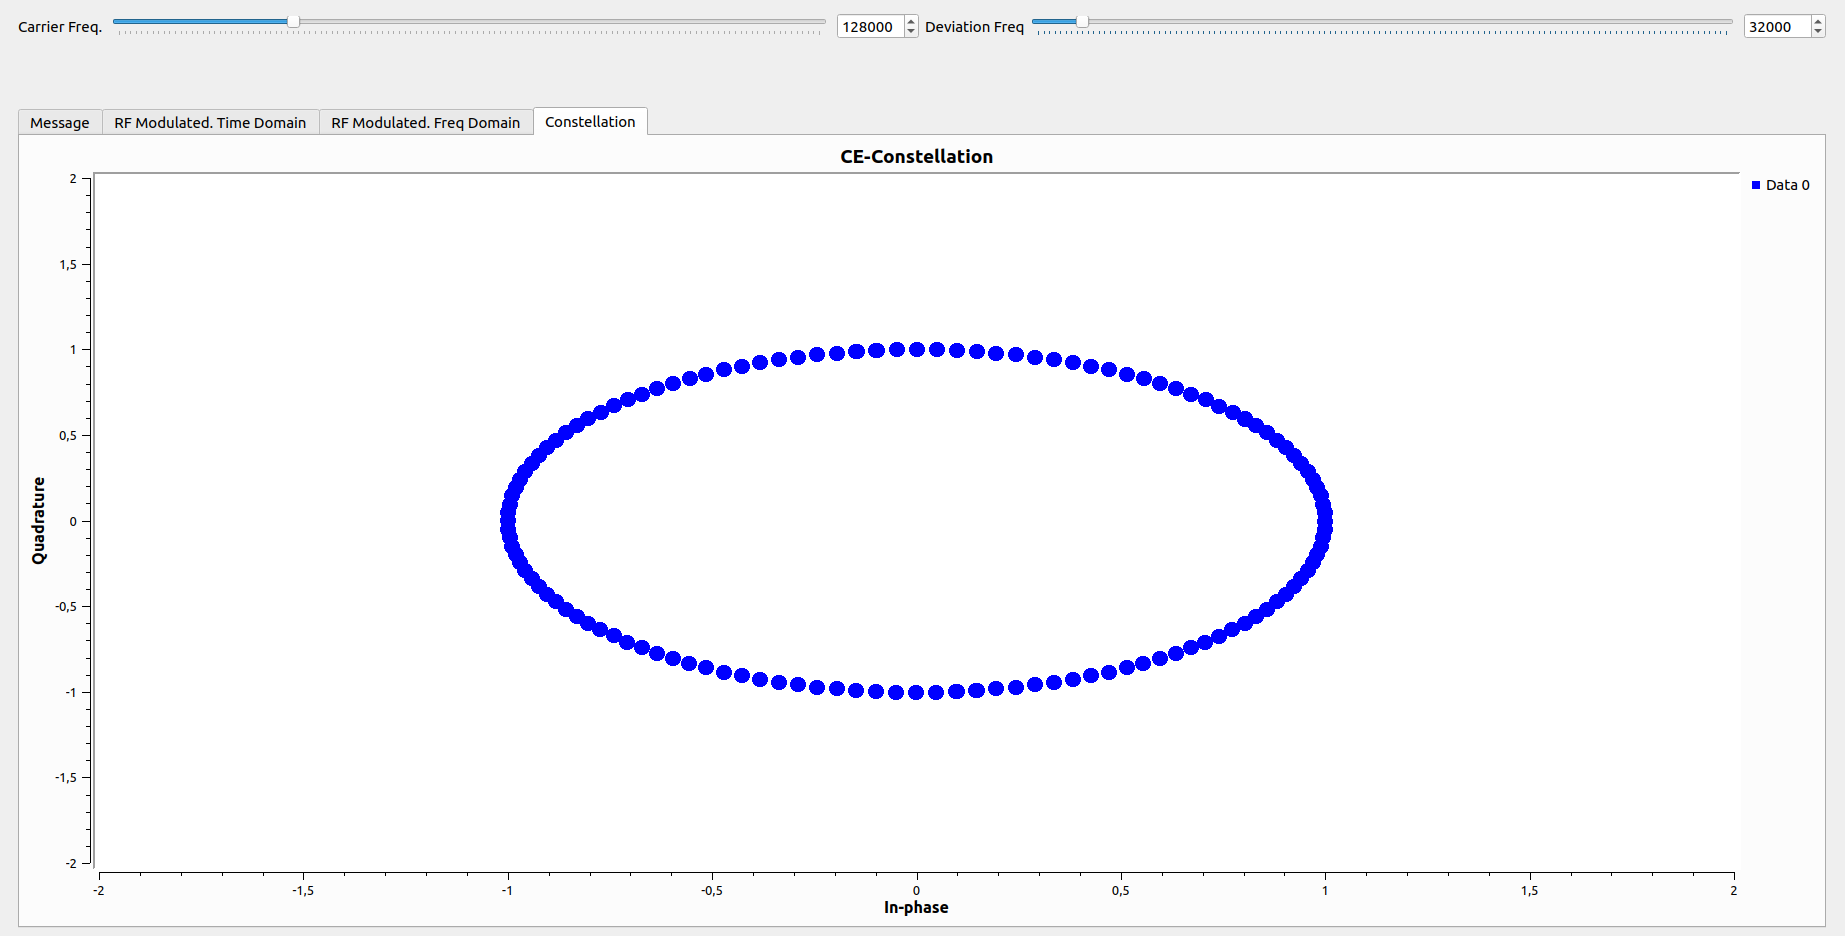 Carrier Freq. 128000 Deviation Freq 32000
Message RF Modulated. Time Domain RF Modulated. Freq Domain Constellation
CE-Constellation
Data 0
2
1,5
1
0,5
0
-0,5
-1
-1,5
-2
Quadrature
-2 -1,5 -1 -0,5 0 0,5 1 1,5 2
In-phase